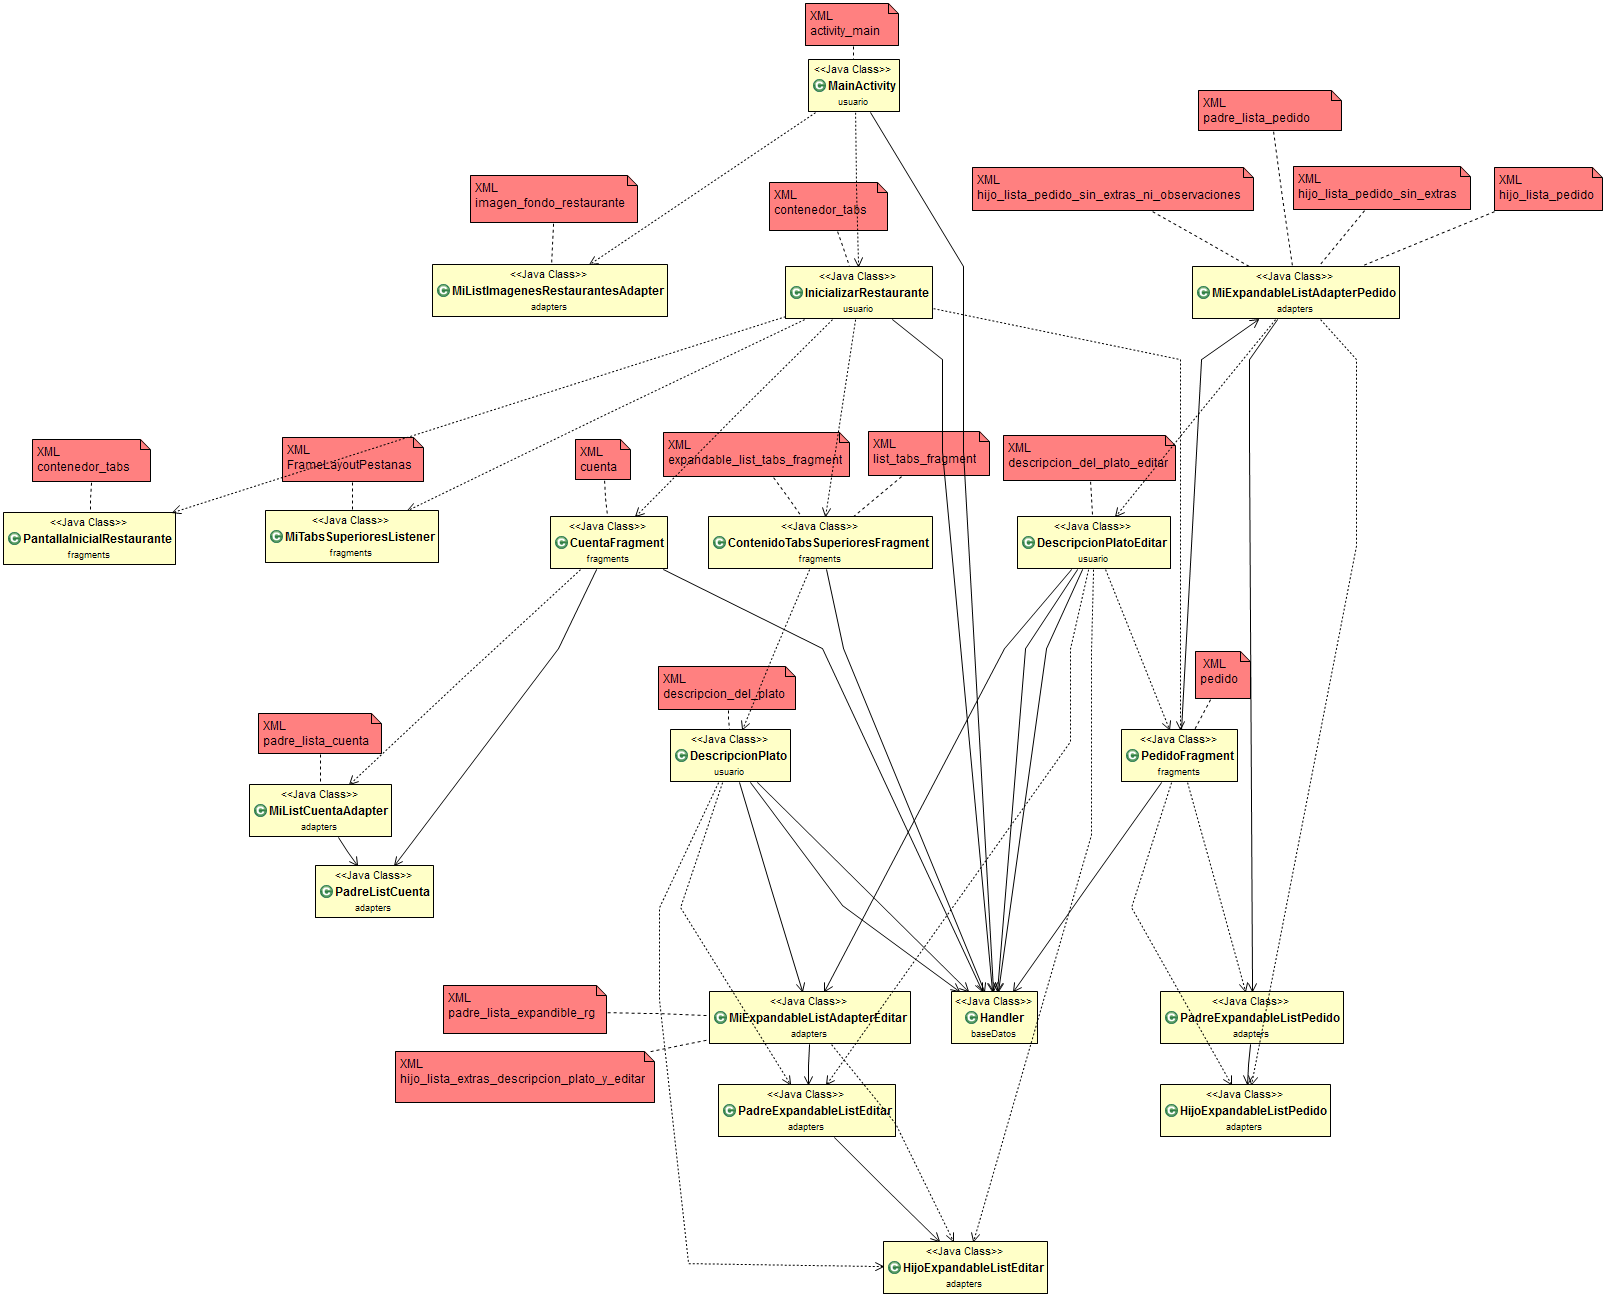 XML
activity_main
<<Java Class>>
MainActivity
usuario
XML
padre_lista_pedido
XML
imagen_fondo_restaurante
XML
contenedor_tabs
XML
hijo_lista_pedido_sin_extras_ni_observaciones
XML
hijo_lista_pedido_sin_extras
XML
hijo_lista_pedido
<<Java Class>>
MiListImagenesRestaurantesAdapter
adapters
<<Java Class>>
InicializarRestaurante
usuario
<<Java Class>>
MiExpandableListAdapterPedido
adapters
XML
contenedor_tabs
XML
FrameLayoutPestanas
XML
cuenta
XML
expandable_list_tabs_fragment
XML
list_tabs_fragment
XML
descripcion_del_plato_editar
<<Java Class>>
PantallaInicialRestaurante
fragments
<<Java Class>>
MiTabsSuperioresListener
fragments
<<Java Class>>
CuentaFragment
fragments
<<Java Class>>
ContenidoTabsSuperioresFragment
fragments
<<Java Class>>
DescripcionPlatoEditar
usuario
XML
descripcion_del_plato
XML
pedido
XML
padre_lista_cuenta
<<Java Class>>
DescripcionPlato
usuario
<<Java Class>>
PedidoFragment
fragments
<<Java Class>>
MiListCuentaAdapter
adapters
<<Java Class>>
PadreListCuenta
adapters
XML
padre_lista_expandible_rg
<<Java Class>>
MiExpandableListAdapterEditar
adapters
<<Java Class>>
Handler
baseDatos
<<Java Class>>
PadreExpandableListPedido
adapters
XML
hijo_lista_extras_descripcion_plato_y_editar
<<Java Class>>
PadreExpandableListEditar
adapters
<<Java Class>>
HijoExpandableListPedido
adapters
<<Java Class>>
HijoExpandableListEditar
adapters